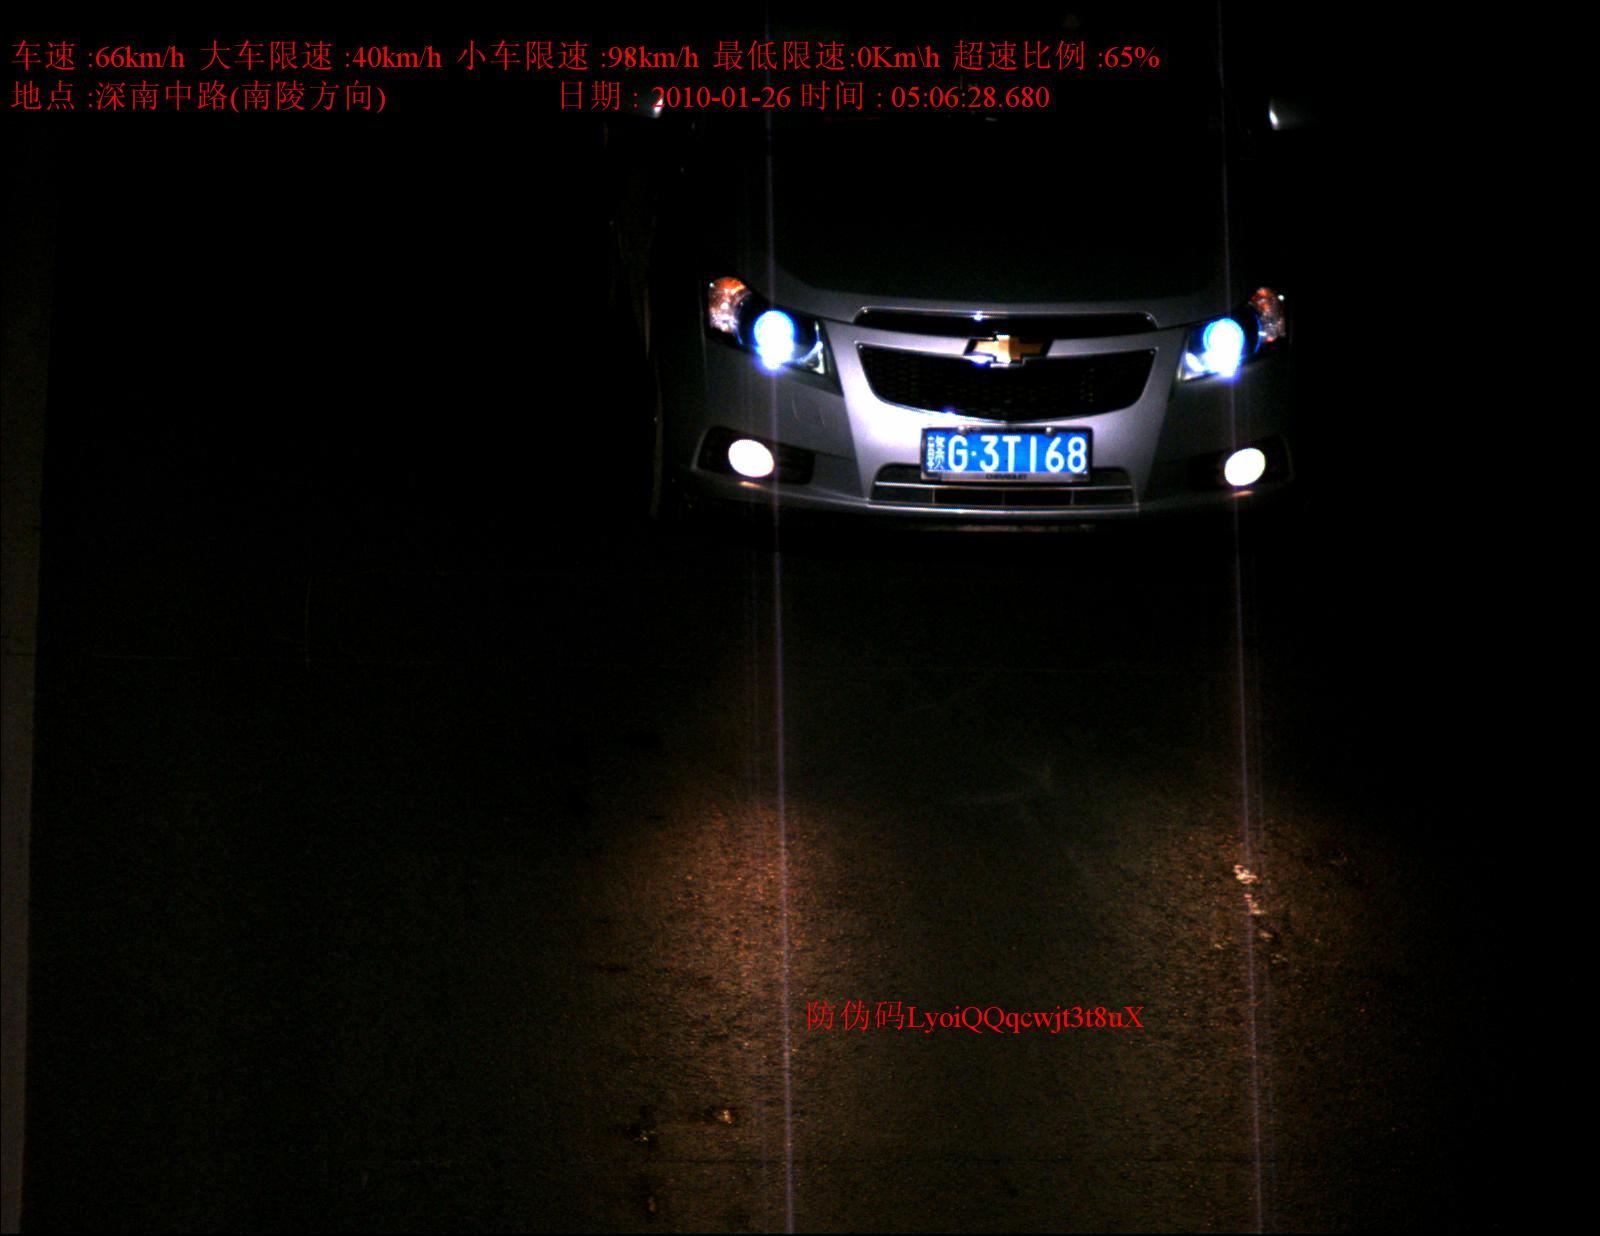 车速 :66km/h 大车限速 :40km/h 小车限速 :98km/h 最低限速:0Km\h 超速比例 :65%
地点 :深南中路(南陵方向) 日期 : 2010-01-26 时间 : 05:06:28.680
赣G·3T168
CHEVROLET
防伪码LyoiQQqcwjt3t8uX